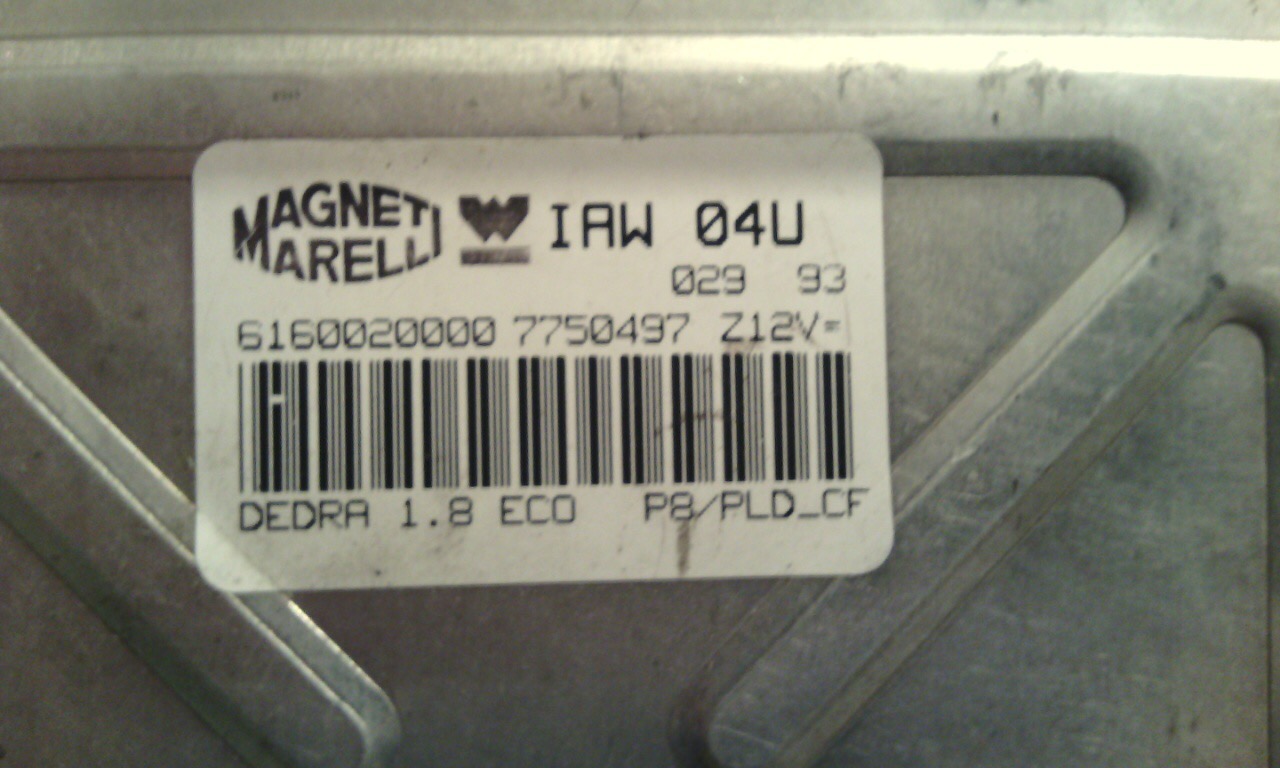 MAGNETI MARELLI W IAW 04U
029 93
6160020000 7750497 Z12V=
DEDRA 1.8 ECO P8/PLD_CF